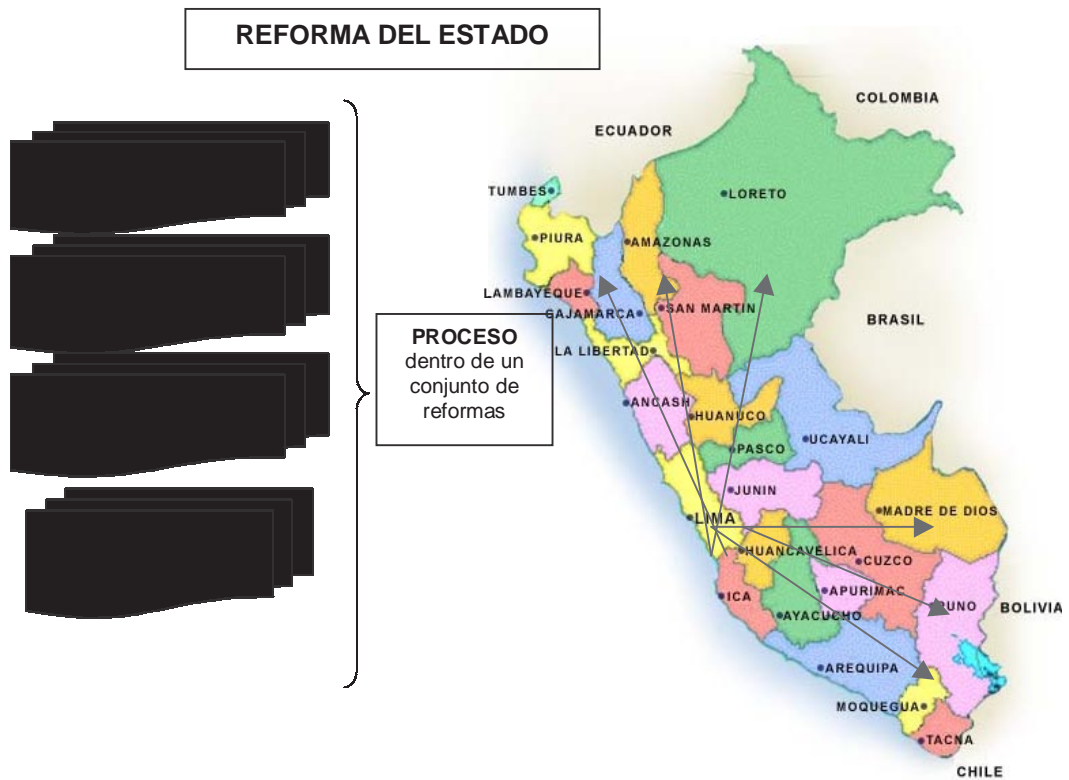 REFORMA DEL ESTADO
PROCESO
dentro de un
conjunto de
reformas
COLOMBIA
ECUADOR
TUMBES
LORETO
PIURA
AMAZONAS
LAMBAYEQUE
SAN MARTIN
CAJAMARCA
BRASIL
LA LIBERTAD
ANCASH
HUANUCO
UCAYALI
PASCO
JUNIN
MADRE DE DIOS
LIMA
HUANCAVELICA
CUZCO
APURIMAC
ICA
PUNO
BOLIVIA
AYACUCHO
AREQUIPA
MOQUEGUA
TACNA
CHILE